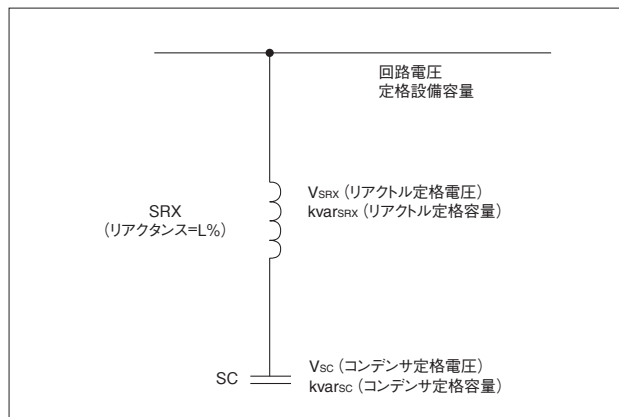 回路電圧
定格設備容量
SRX
(リアクタンス=L%)
VSRX (リアクトル定格電圧)
kvarSRX (リアクトル定格容量)
SC
VSC (コンデンサ定格電圧)
kvarSC (コンデンサ定格容量)